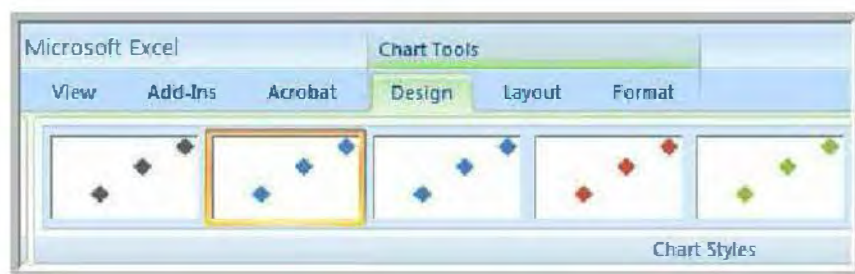 Microsoft Excel Chart Tools
View Add-Ins Acrobat Design Layout Format
Chart Styles